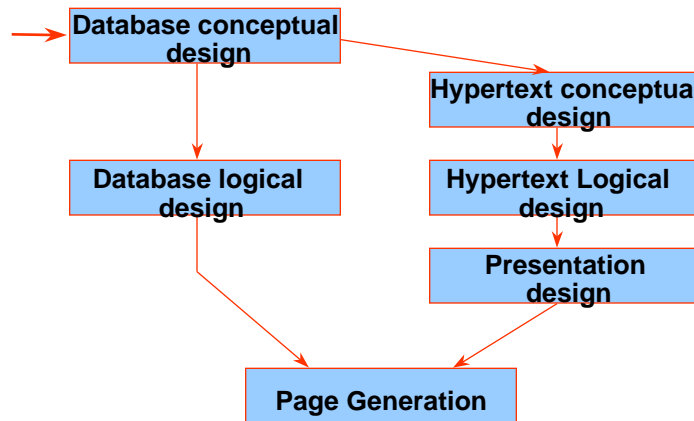 Database conceptual
design
Hypertext conceptua
design
Database logical
design
Hypertext Logical
design
Presentation
design
Page Generation